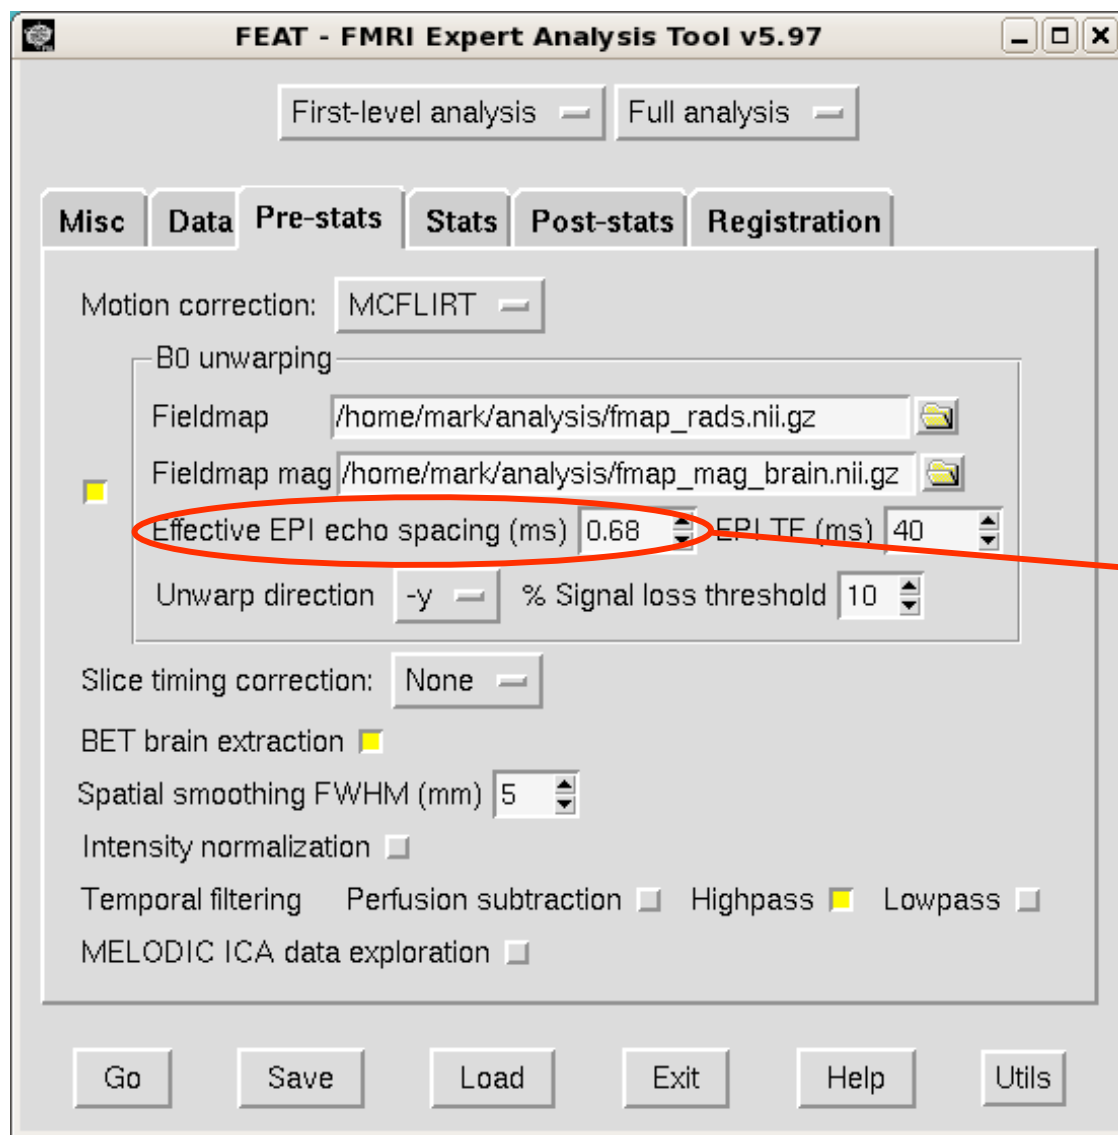 FEAT - FMRI Expert Analysis Tool v5.97
First-level analysis Full analysis
Misc Data Pre-stats Stats Post-stats Registration
Motion correction: MCFLIRT
B0 unwarping
Fieldmap /home/mark/analysis/fmap_rads.nii.gz
Fieldmap mag /home/mark/analysis/fmap_mag_brain.nii.gz
Effective EPI echo spacing (ms) 0.68 EPI TE (ms) 40
Unwarp direction -y % Signal loss threshold 10
Slice timing correction: None
BET brain extraction
Spatial smoothing FWHM (mm) 5
Intensity normalization
Temporal filtering Perfusion subtraction Highpass Lowpass
MELODIC ICA data exploration
Go Save Load Exit Help Utils